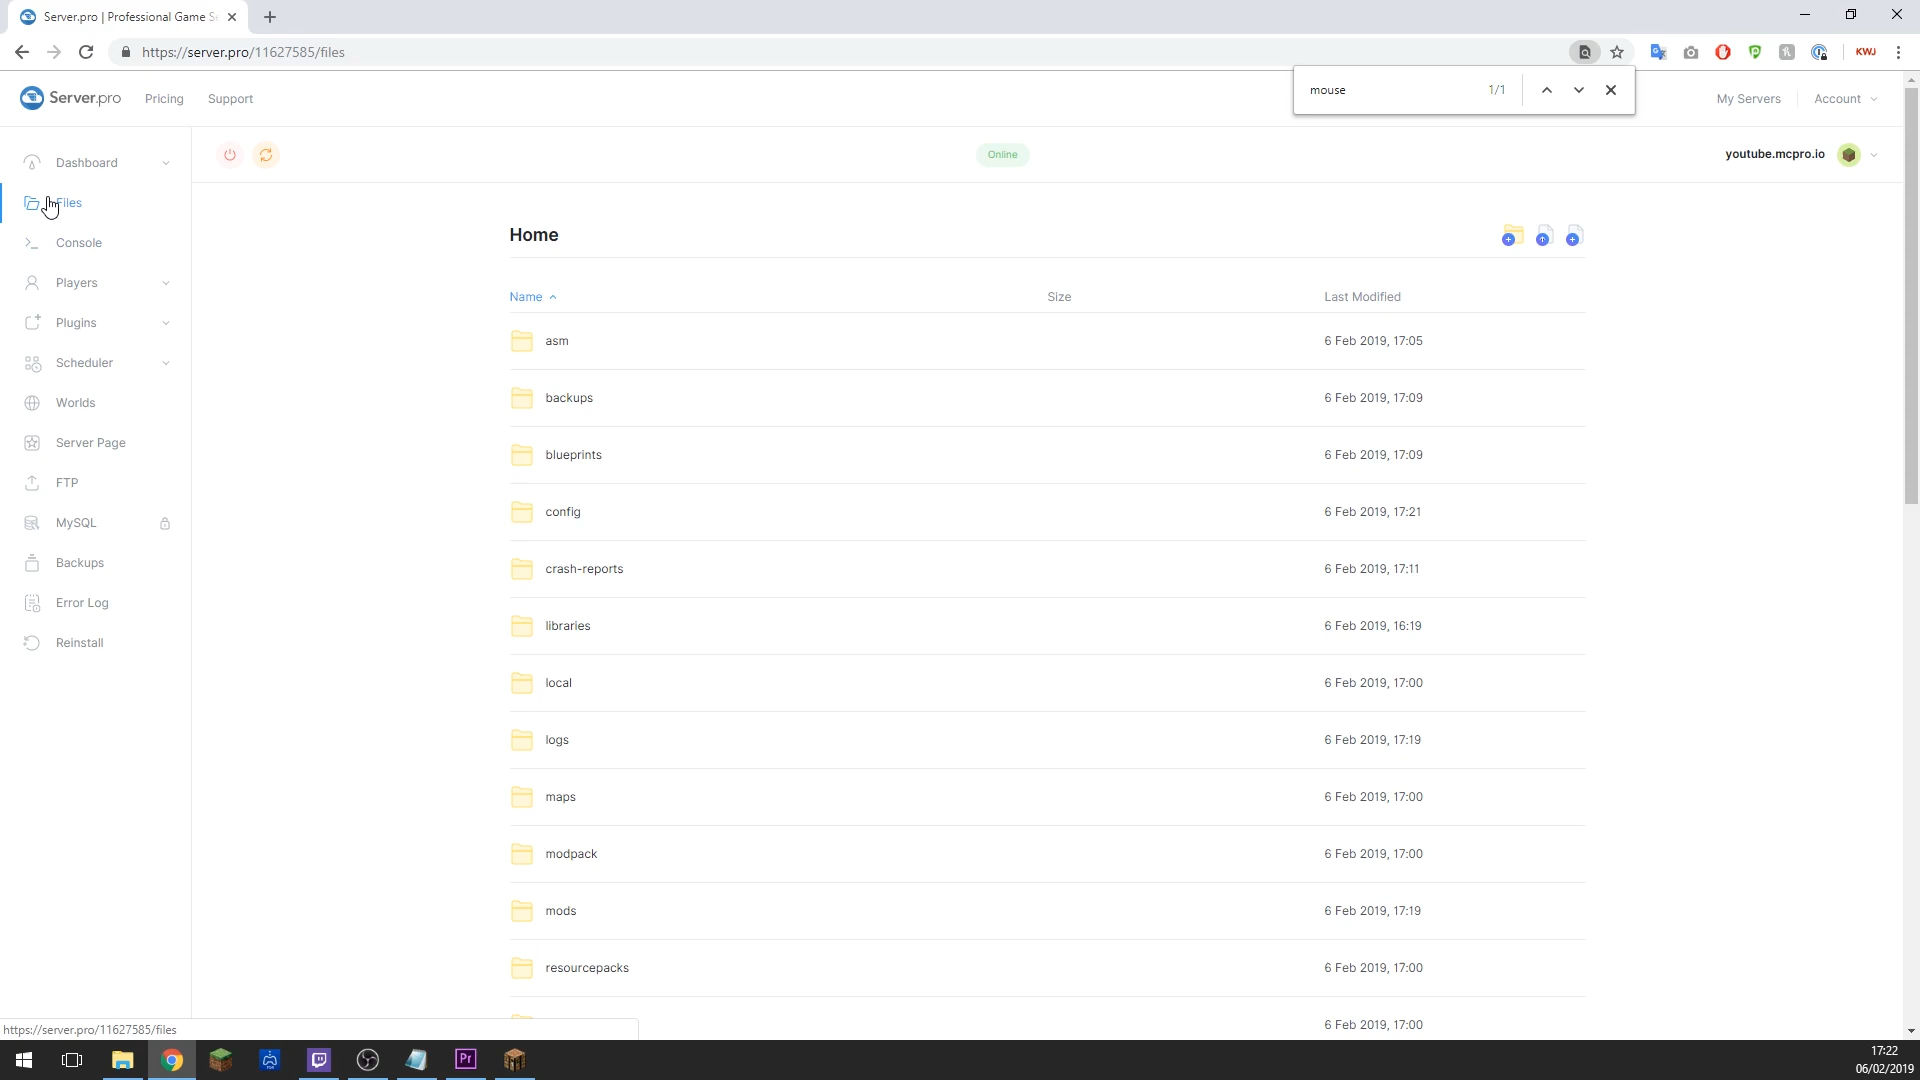 Server.pro | Professional Game Se
https://server.pro/11627585/files
KWJ
mouse
1/1
Server.pro
Pricing
Support
My Servers
Account
Dashboard
Online
youtube.mcpro.io
Files
Console
Players
Plugins
Scheduler
Worlds
Server Page
FTP
MySQL
Backups
Error Log
Reinstall
Home
Name
Size
Last Modified
asm
6 Feb 2019, 17:05
backups
6 Feb 2019, 17:09
blueprints
6 Feb 2019, 17:09
config
6 Feb 2019, 17:21
crash-reports
6 Feb 2019, 17:11
libraries
6 Feb 2019, 16:19
local
6 Feb 2019, 17:00
logs
6 Feb 2019, 17:19
maps
6 Feb 2019, 17:00
modpack
6 Feb 2019, 17:00
mods
6 Feb 2019, 17:19
resourcepacks
6 Feb 2019, 17:00
6 Feb 2019, 17:00
https://server.pro/11627585/files
Pr
17:22
06/02/2019